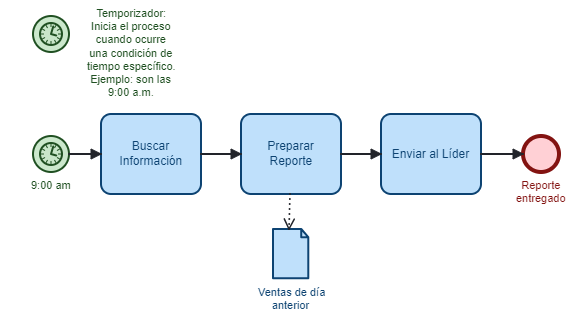 Temporizador:
Inicia el proceso
cuando ocurre
una condición de
tiempo específico.
Ejemplo: son las
9:00 a.m.
9:00 am
Buscar
Información
Preparar
Reporte
Enviar al Líder
Reporte
entregado
Ventas de día
anterior